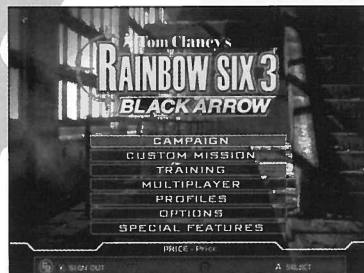 Tom Clancy's
RAINBOW SIX 3
BLACK ARROW
CAMPAIGN
CUSTOM MISSION
TRAINING
MULTIPLAYER
PROFILES
OPTIONS
SPECIAL FEATURES
PRICE - Price
Y: SIGN OUT A SELECT